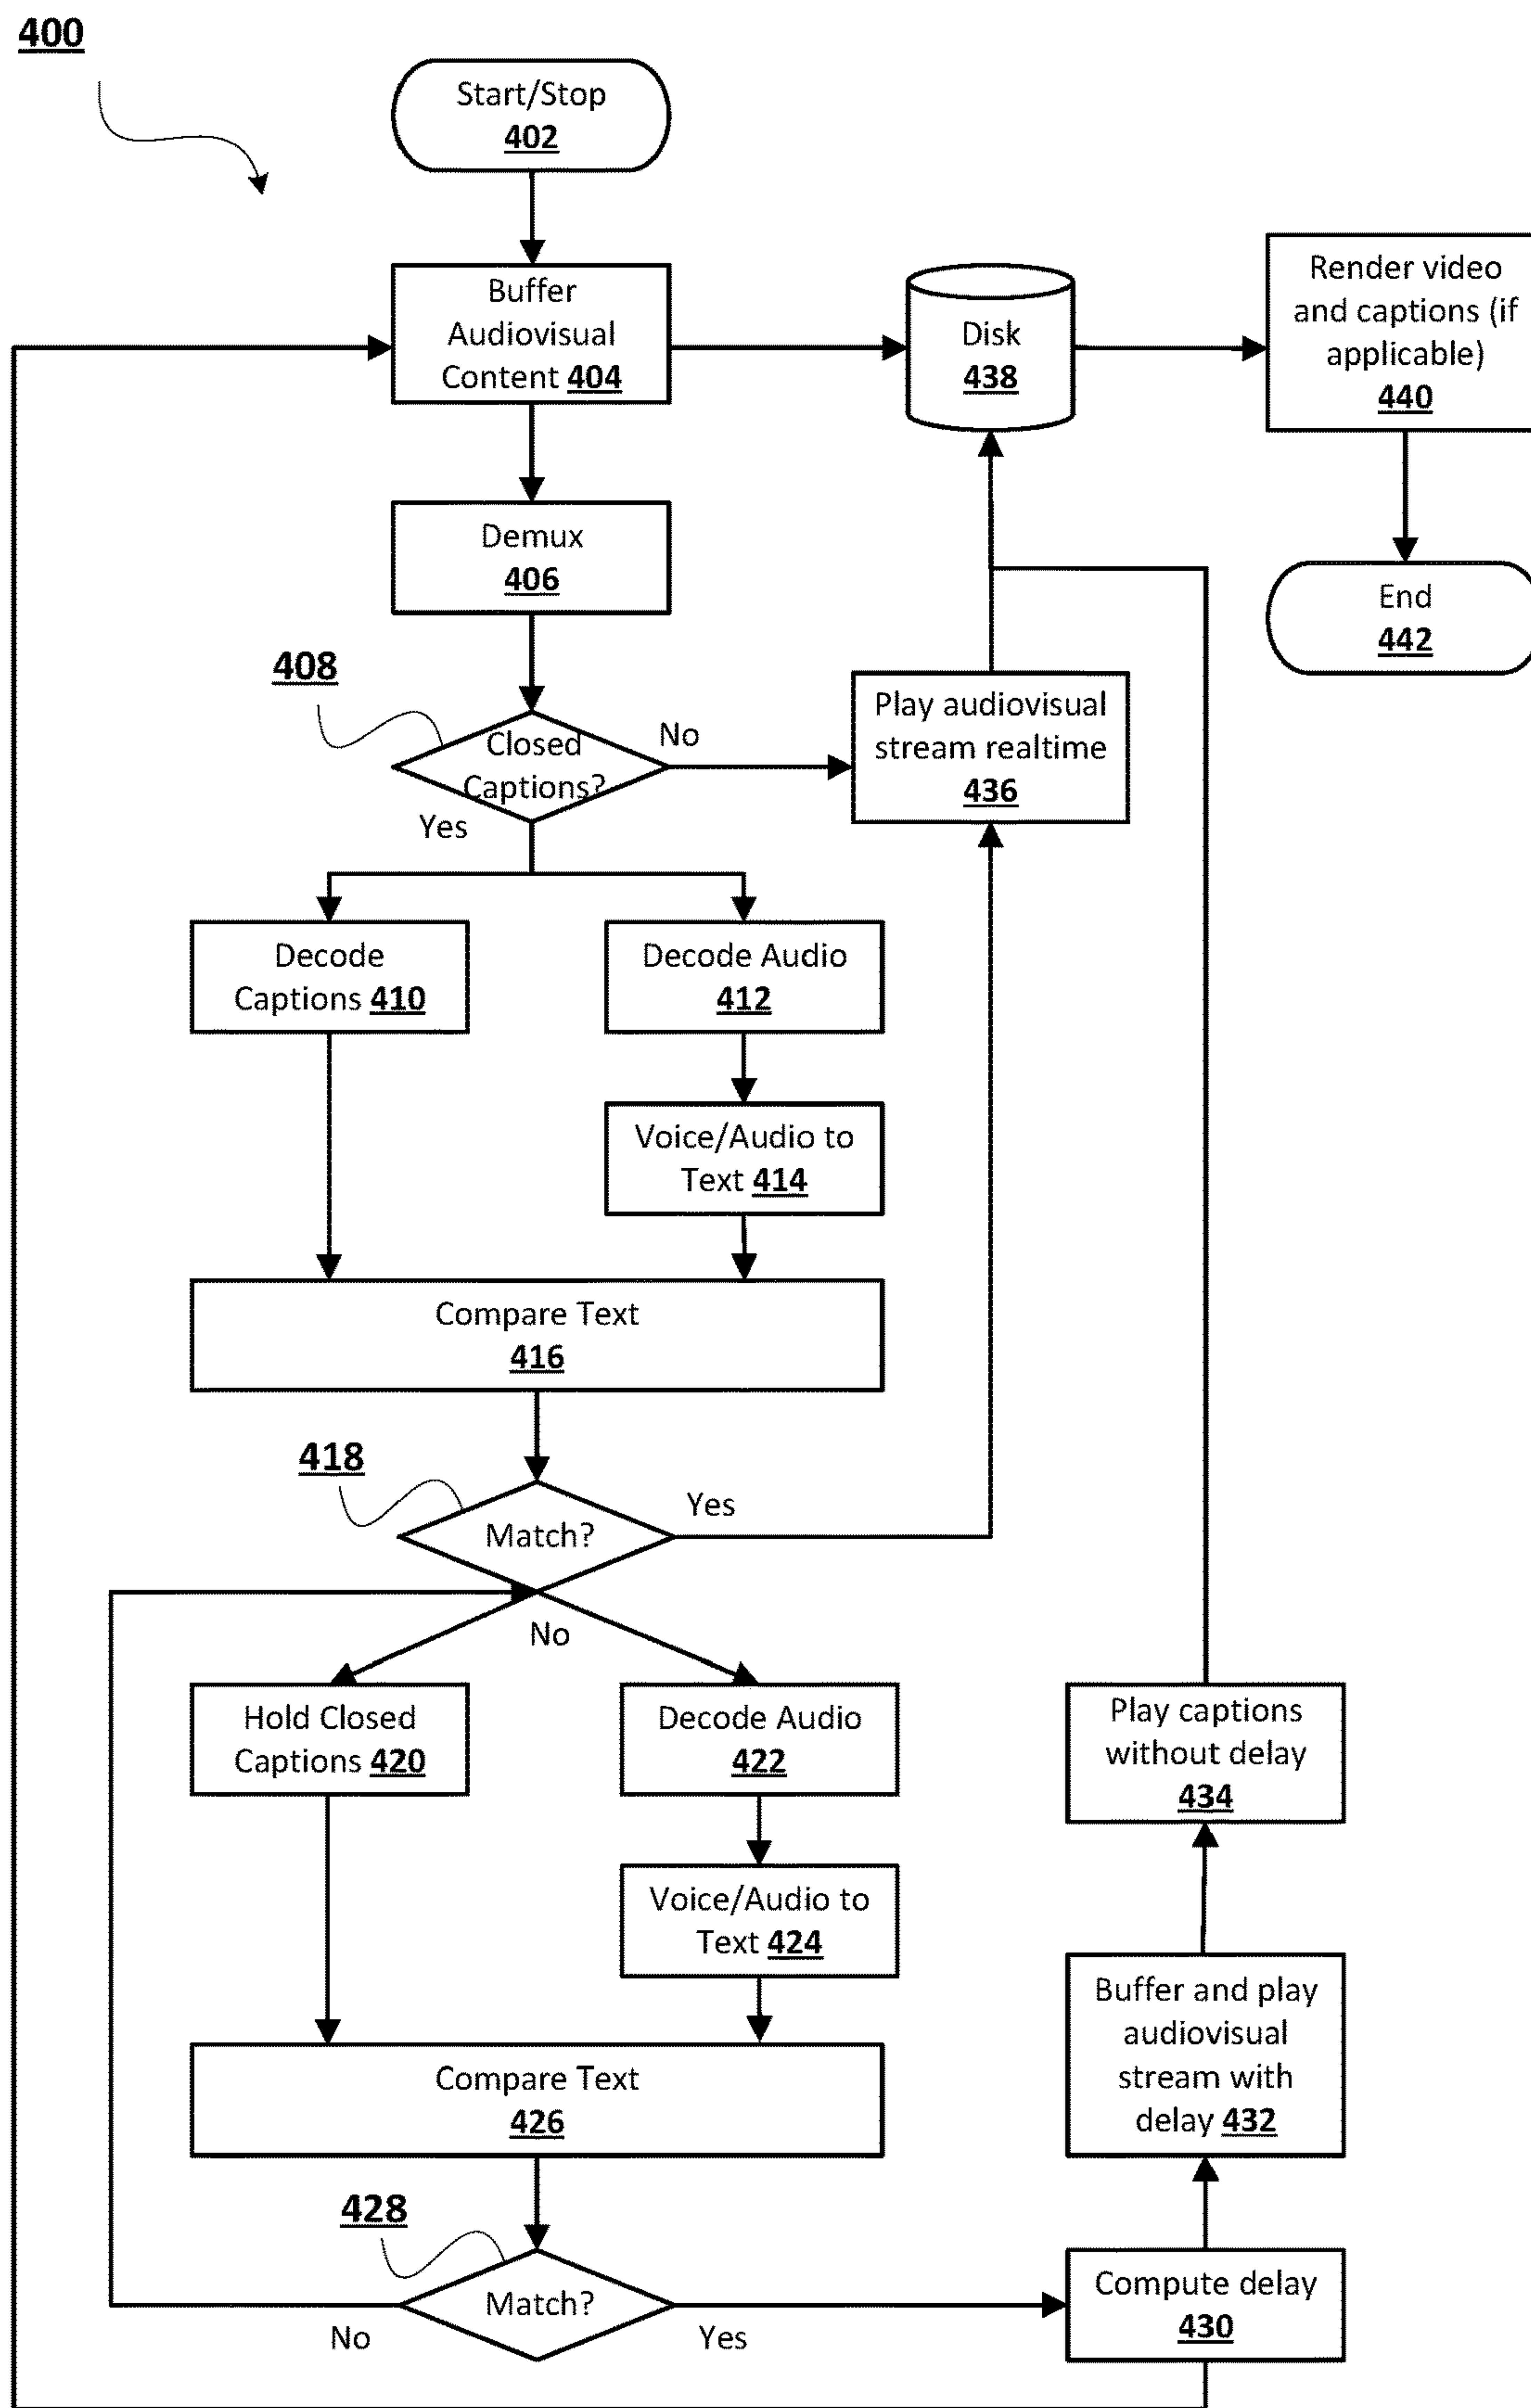 400
Start/Stop
402
Buffer
Audiovisual
Content 404
Disk
438
Render video
and captions (if
applicable)
440
Demux
406
End
442
408
Closed
Captions?
No
Yes
Play audiovisual
stream realtime
436
Decode
Captions 410
Decode Audio
412
Voice/Audio to
Text 414
Compare Text
416
418
Match?
Yes
No
Hold Closed
Captions 420
Decode Audio
422
Play captions
without delay
434
Voice/Audio to
Text 424
Buffer and play
audiovisual
stream with
delay 432
Compare Text
426
428
Match?
No
Yes
Compute delay
430